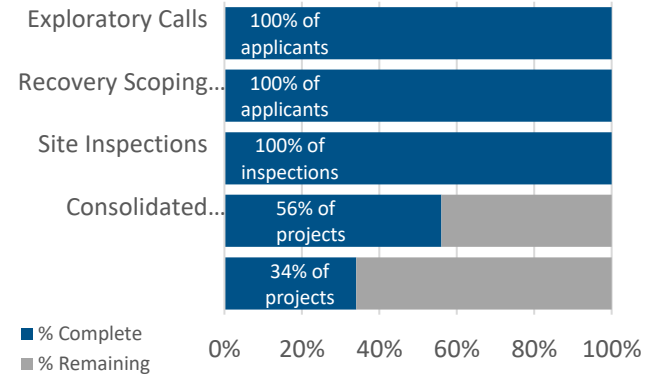 Exploratory Calls
100% of
applicants
Recovery Scoping...
100% of
applicants
Site Inspections
100% of
inspections
Consolidated...
56% of
projects
34% of
projects
% Complete
% Remaining
0% 20% 40% 60% 80% 100%